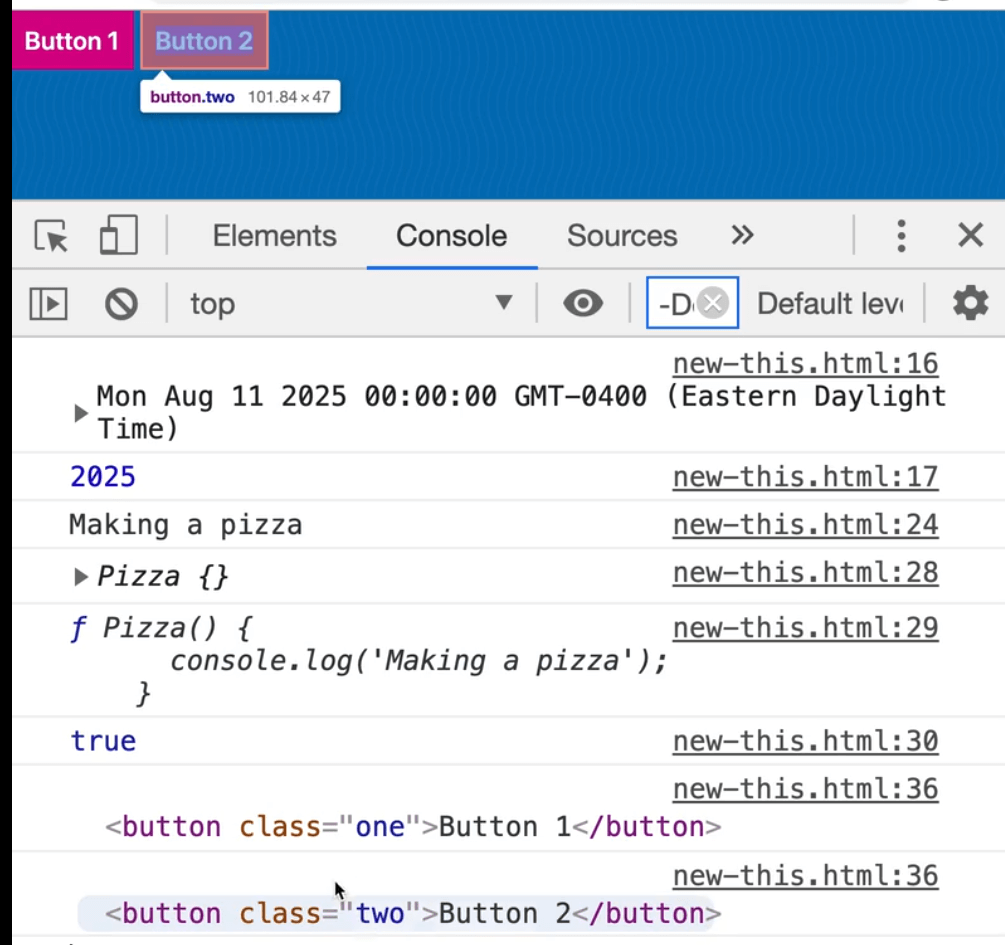 Button 1 Button 2
button.two 101.84 × 47
Elements Console Sources
top -D Default lev
new-this.html:16
Mon Aug 11 2025 00:00:00 GMT-0400 (Eastern Daylight
Time)
2025 new-this.html:17
Making a pizza new-this.html:24
Pizza {} new-this.html:28
ƒ Pizza() { new-this.html:29
console.log('Making a pizza');
}
true new-this.html:30
new-this.html:36
<button class="one">Button 1</button>
new-this.html:36
<button class="two">Button 2</button>